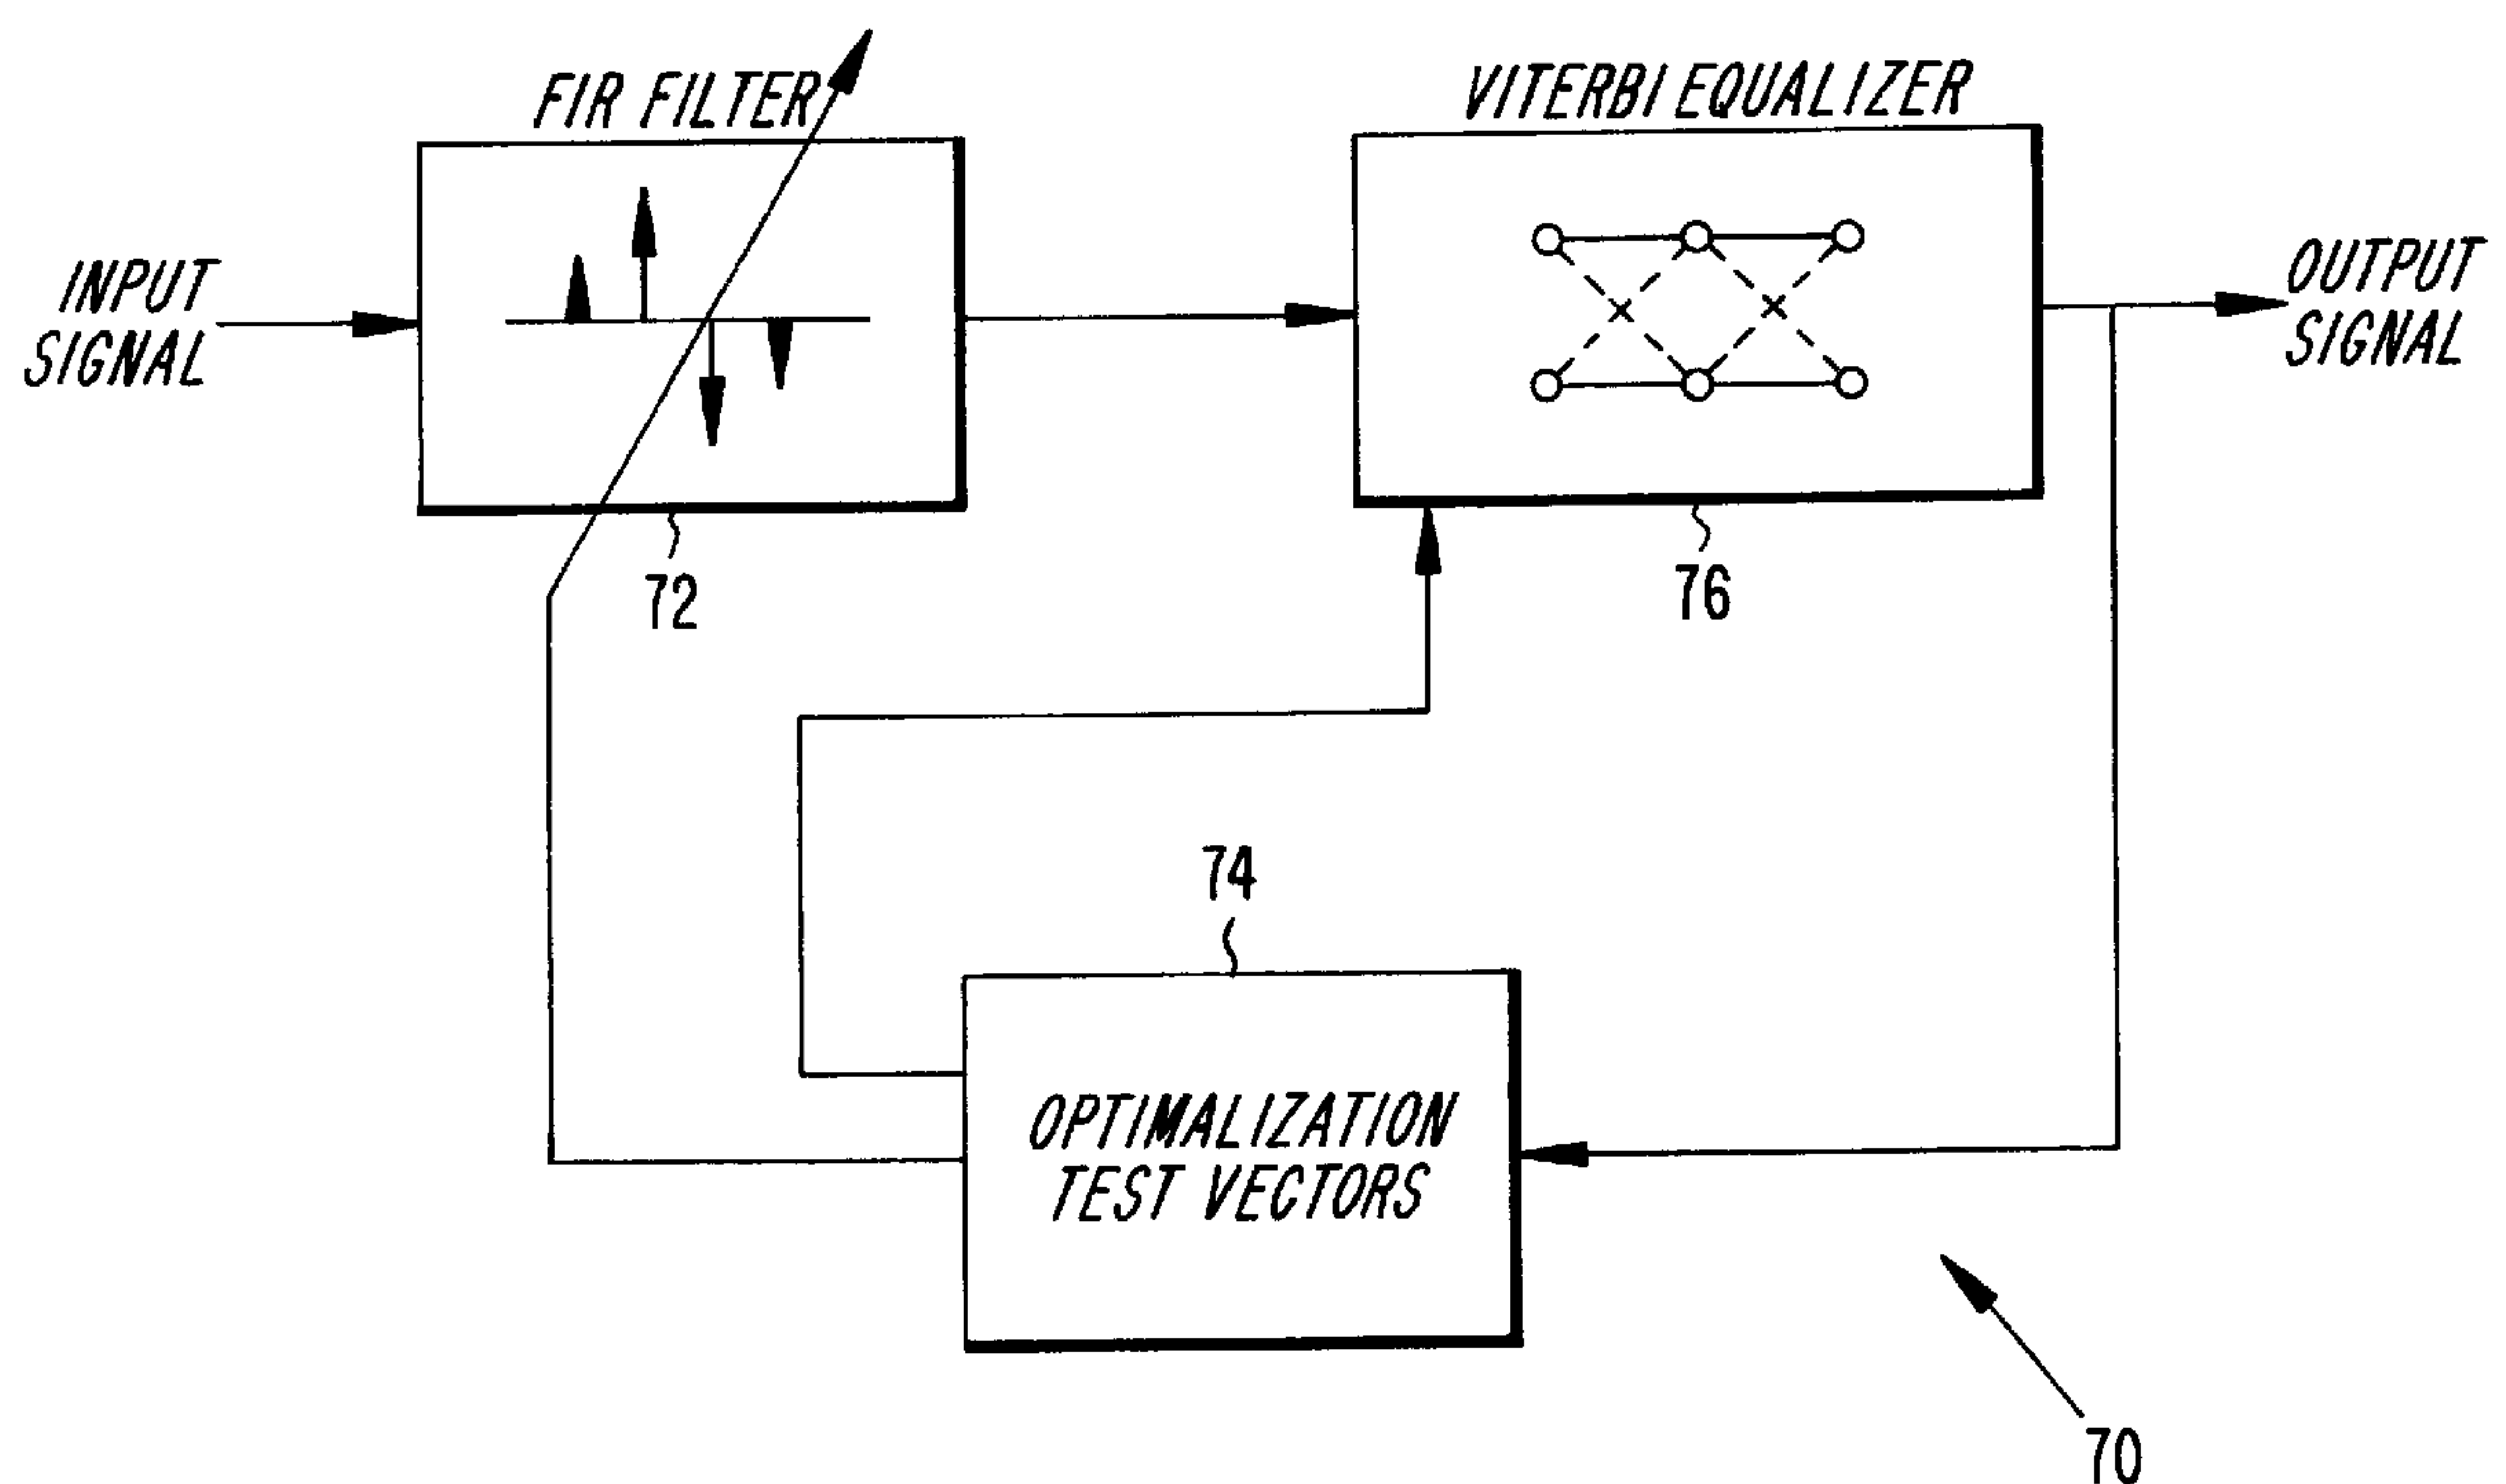 FIR FILTER
VITERBI EQUALIZER
INPUT
SIGNAL
OUTPUT
SIGNAL
72
76
74
OPTIMALIZATION
TEST VECTORS
70